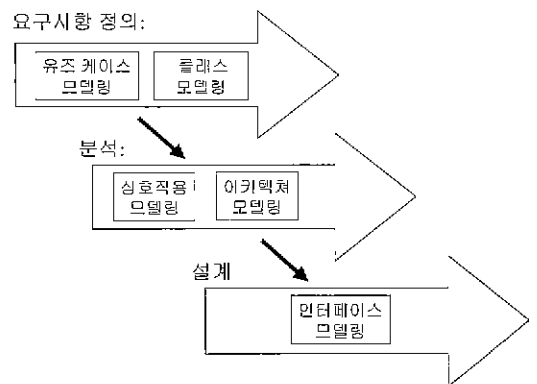 요구사항 정의:
유즈 케이스
모델링
클래스
모델링
분석:
상호작용
모델링
아키텍쳐
모델링
설계
인터페이스
모델링